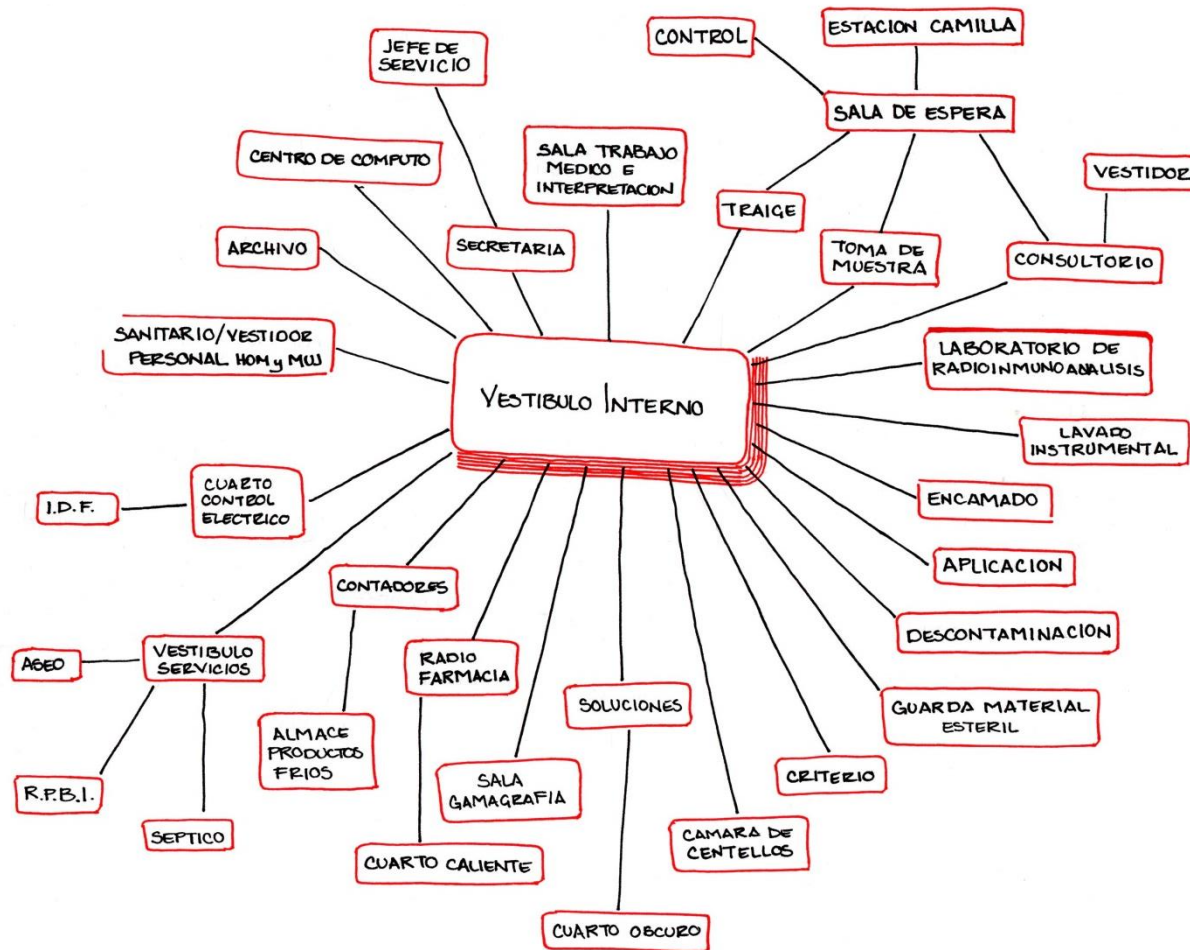 CONTROL
ESTACION CAMILLA
JEFE DE
SERVICIO
SALA DE ESPERA
CENTRO DE COMPUTO
SALA TRABAJO
MEDICO E
INTERPRETACION
VESTIDOR
TRAIGE
ARCHIVO
SECRETARIA
TOMA DE
MUESTRA
CONSULTORIO
SANITARIO/VESTIDOR
PERSONAL HOM y MUJ
LABORATORIO DE
RADIOINMUNOANALISIS
VESTIBULO INTERNO
LAVADO
INSTRUMENTAL
I.D.F.
CUARTO
CONTROL
ELECTRICO
ENCAMADO
APLICACION
CONTADORES
DESCONTAMINACION
ASEO
VESTIBULO
SERVICIOS
RADIO
FARMACIA
SOLUCIONES
GUARDA MATERIAL
ESTERIL
ALMACE
PRODUCTOS
FRIOS
SALA
GAMAGRAFIA
CRITERIO
R.P.B.I.
SEPTICO
CAMARA DE
CENTELLOS
CUARTO CALIENTE
CUARTO OBSCURO